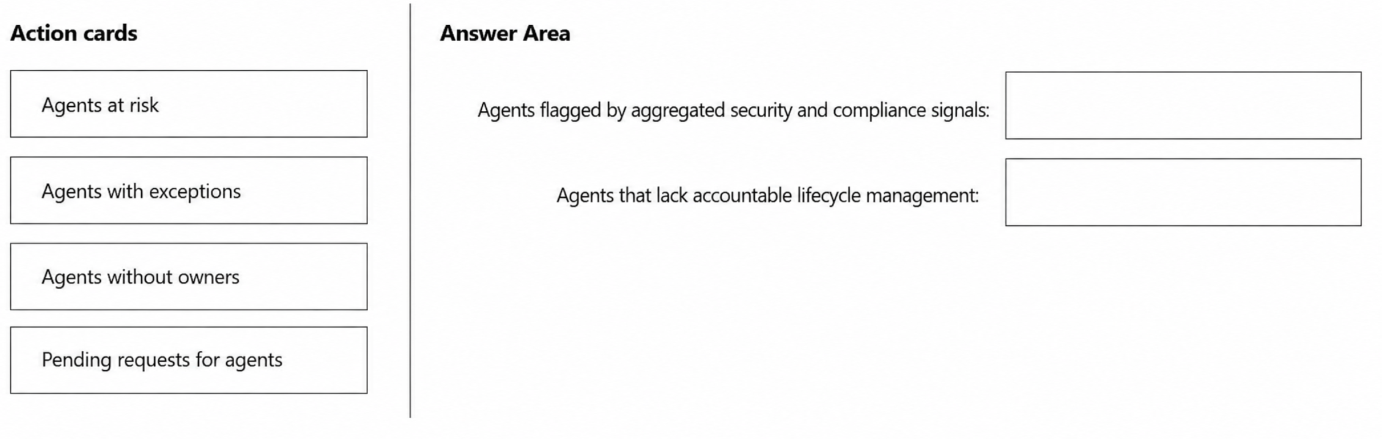 Action cards
Agents at risk
Agents with exceptions
Agents without owners
Pending requests for agents
Answer Area
Agents flagged by aggregated security and compliance signals:
Agents that lack accountable lifecycle management: